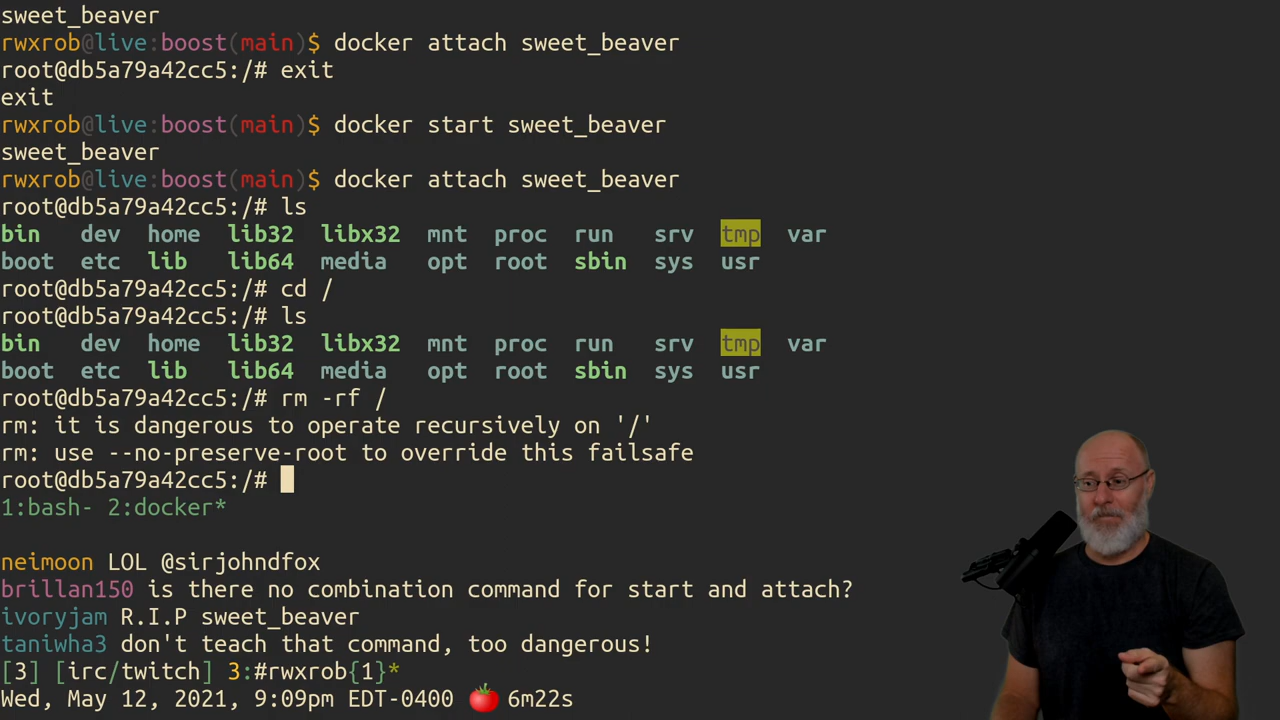 sweet_beaver
rwxrob@live:boost(main)$ docker attach sweet_beaver
root@db5a79a42cc5:/# exit
exit
rwxrob@live:boost(main)$ docker start sweet_beaver
sweet_beaver
rwxrob@live:boost(main)$ docker attach sweet_beaver
root@db5a79a42cc5:/# ls
bin dev home lib32 libx32 mnt proc run srv tmp var
boot etc lib lib64 media opt root sbin sys usr
root@db5a79a42cc5:/# cd /
root@db5a79a42cc5:/# ls
bin dev home lib32 libx32 mnt proc run srv tmp var
boot etc lib lib64 media opt root sbin sys usr
root@db5a79a42cc5:/# rm -rf /
rm: it is dangerous to operate recursively on '/'
rm: use --no-preserve-root to override this failsafe
root@db5a79a42cc5:/#
1:bash- 2:docker*
neimoon LOL @sirjohndfox
brillan150 is there no combination command for start and attach?
ivoryjam R.I.P sweet_beaver
taniwha3 don't teach that command, too dangerous!
[3] [irc/twitch] 3:#rwxrob{1}*
Wed, May 12, 2021, 9:09pm EDT-0400 🍅 6m22s